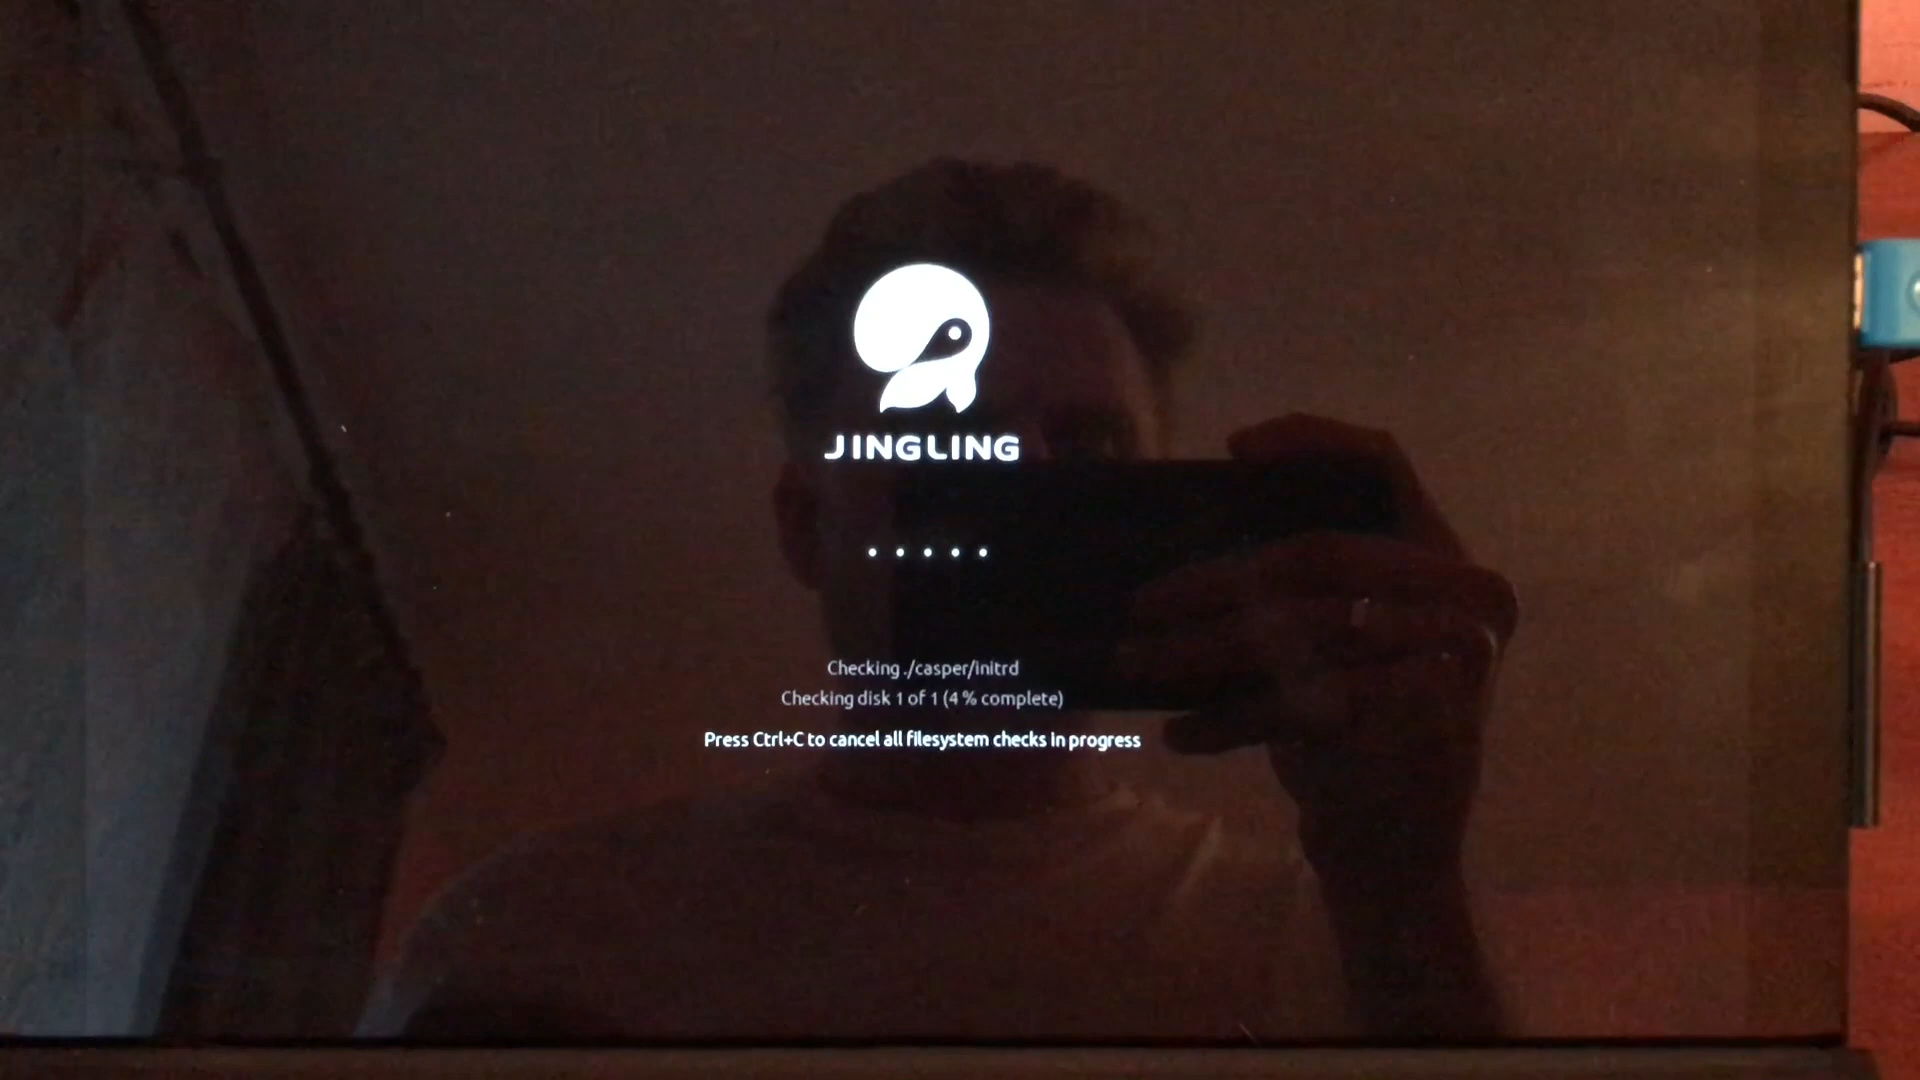 JINGLING
Checking ./casper/initrd
Checking disk 1 of 1 (4 % complete)
Press Ctrl+C to cancel all filesystem checks in progress